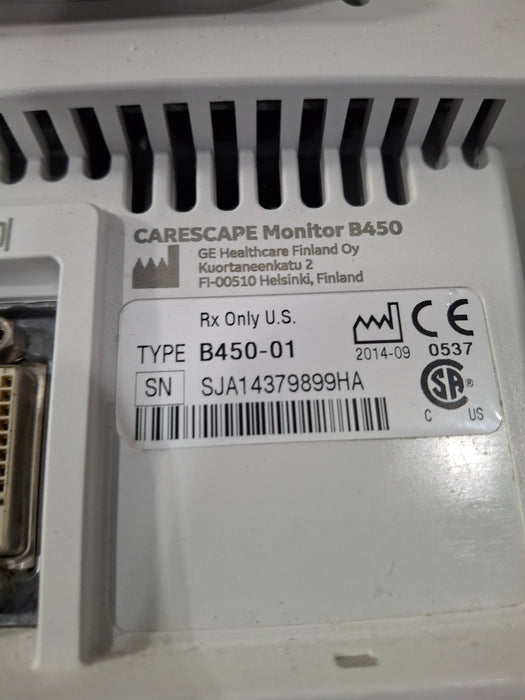 CARESCAPE Monitor B450
GE Healthcare Finland Oy
Kuortaneenkatu 2
FI-00510 Helsinki, Finland
Rx Only U.S.
TYPE B450-01
2014-09
CE 0537
SN SJA14379899HA
SA ®
C US